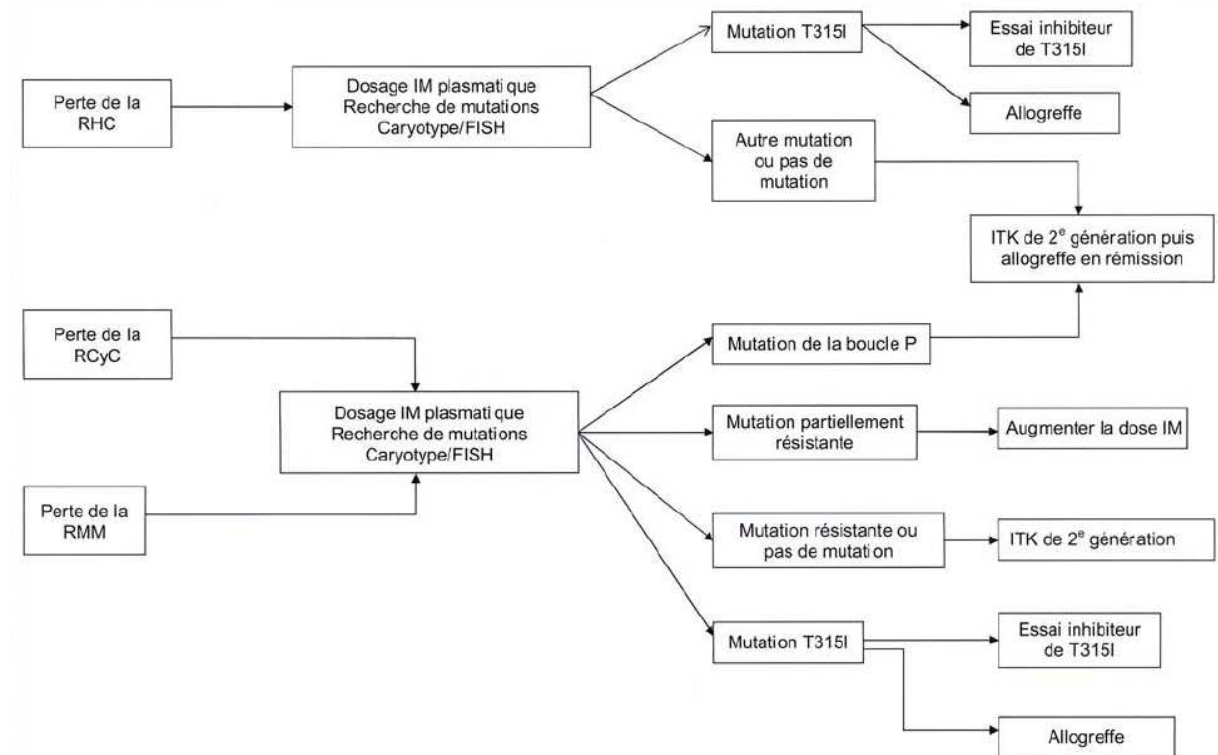 Perte de la
RHC
Dosage IM plasmatique
Recherche de mutations
Caryotype/FISH
Mutation T315I
Essai inhibiteur
de T315I
Allogreffe
Autre mutation
ou pas de
mutation
ITK de 2e génération puis
allogreffe en rémission
Perte de la
RCyC
Perte de la
RMM
Dosage IM plasmatique
Recherche de mutations
Caryotype/FISH
Mutation de la boucle P
Mutation partiellement
résistante
Augmenter la dose IM
Mutation résistante ou
pas de mutation
ITK de 2e génération
Mutation T315I
Essai inhibiteur
de T315I
Allogreffe